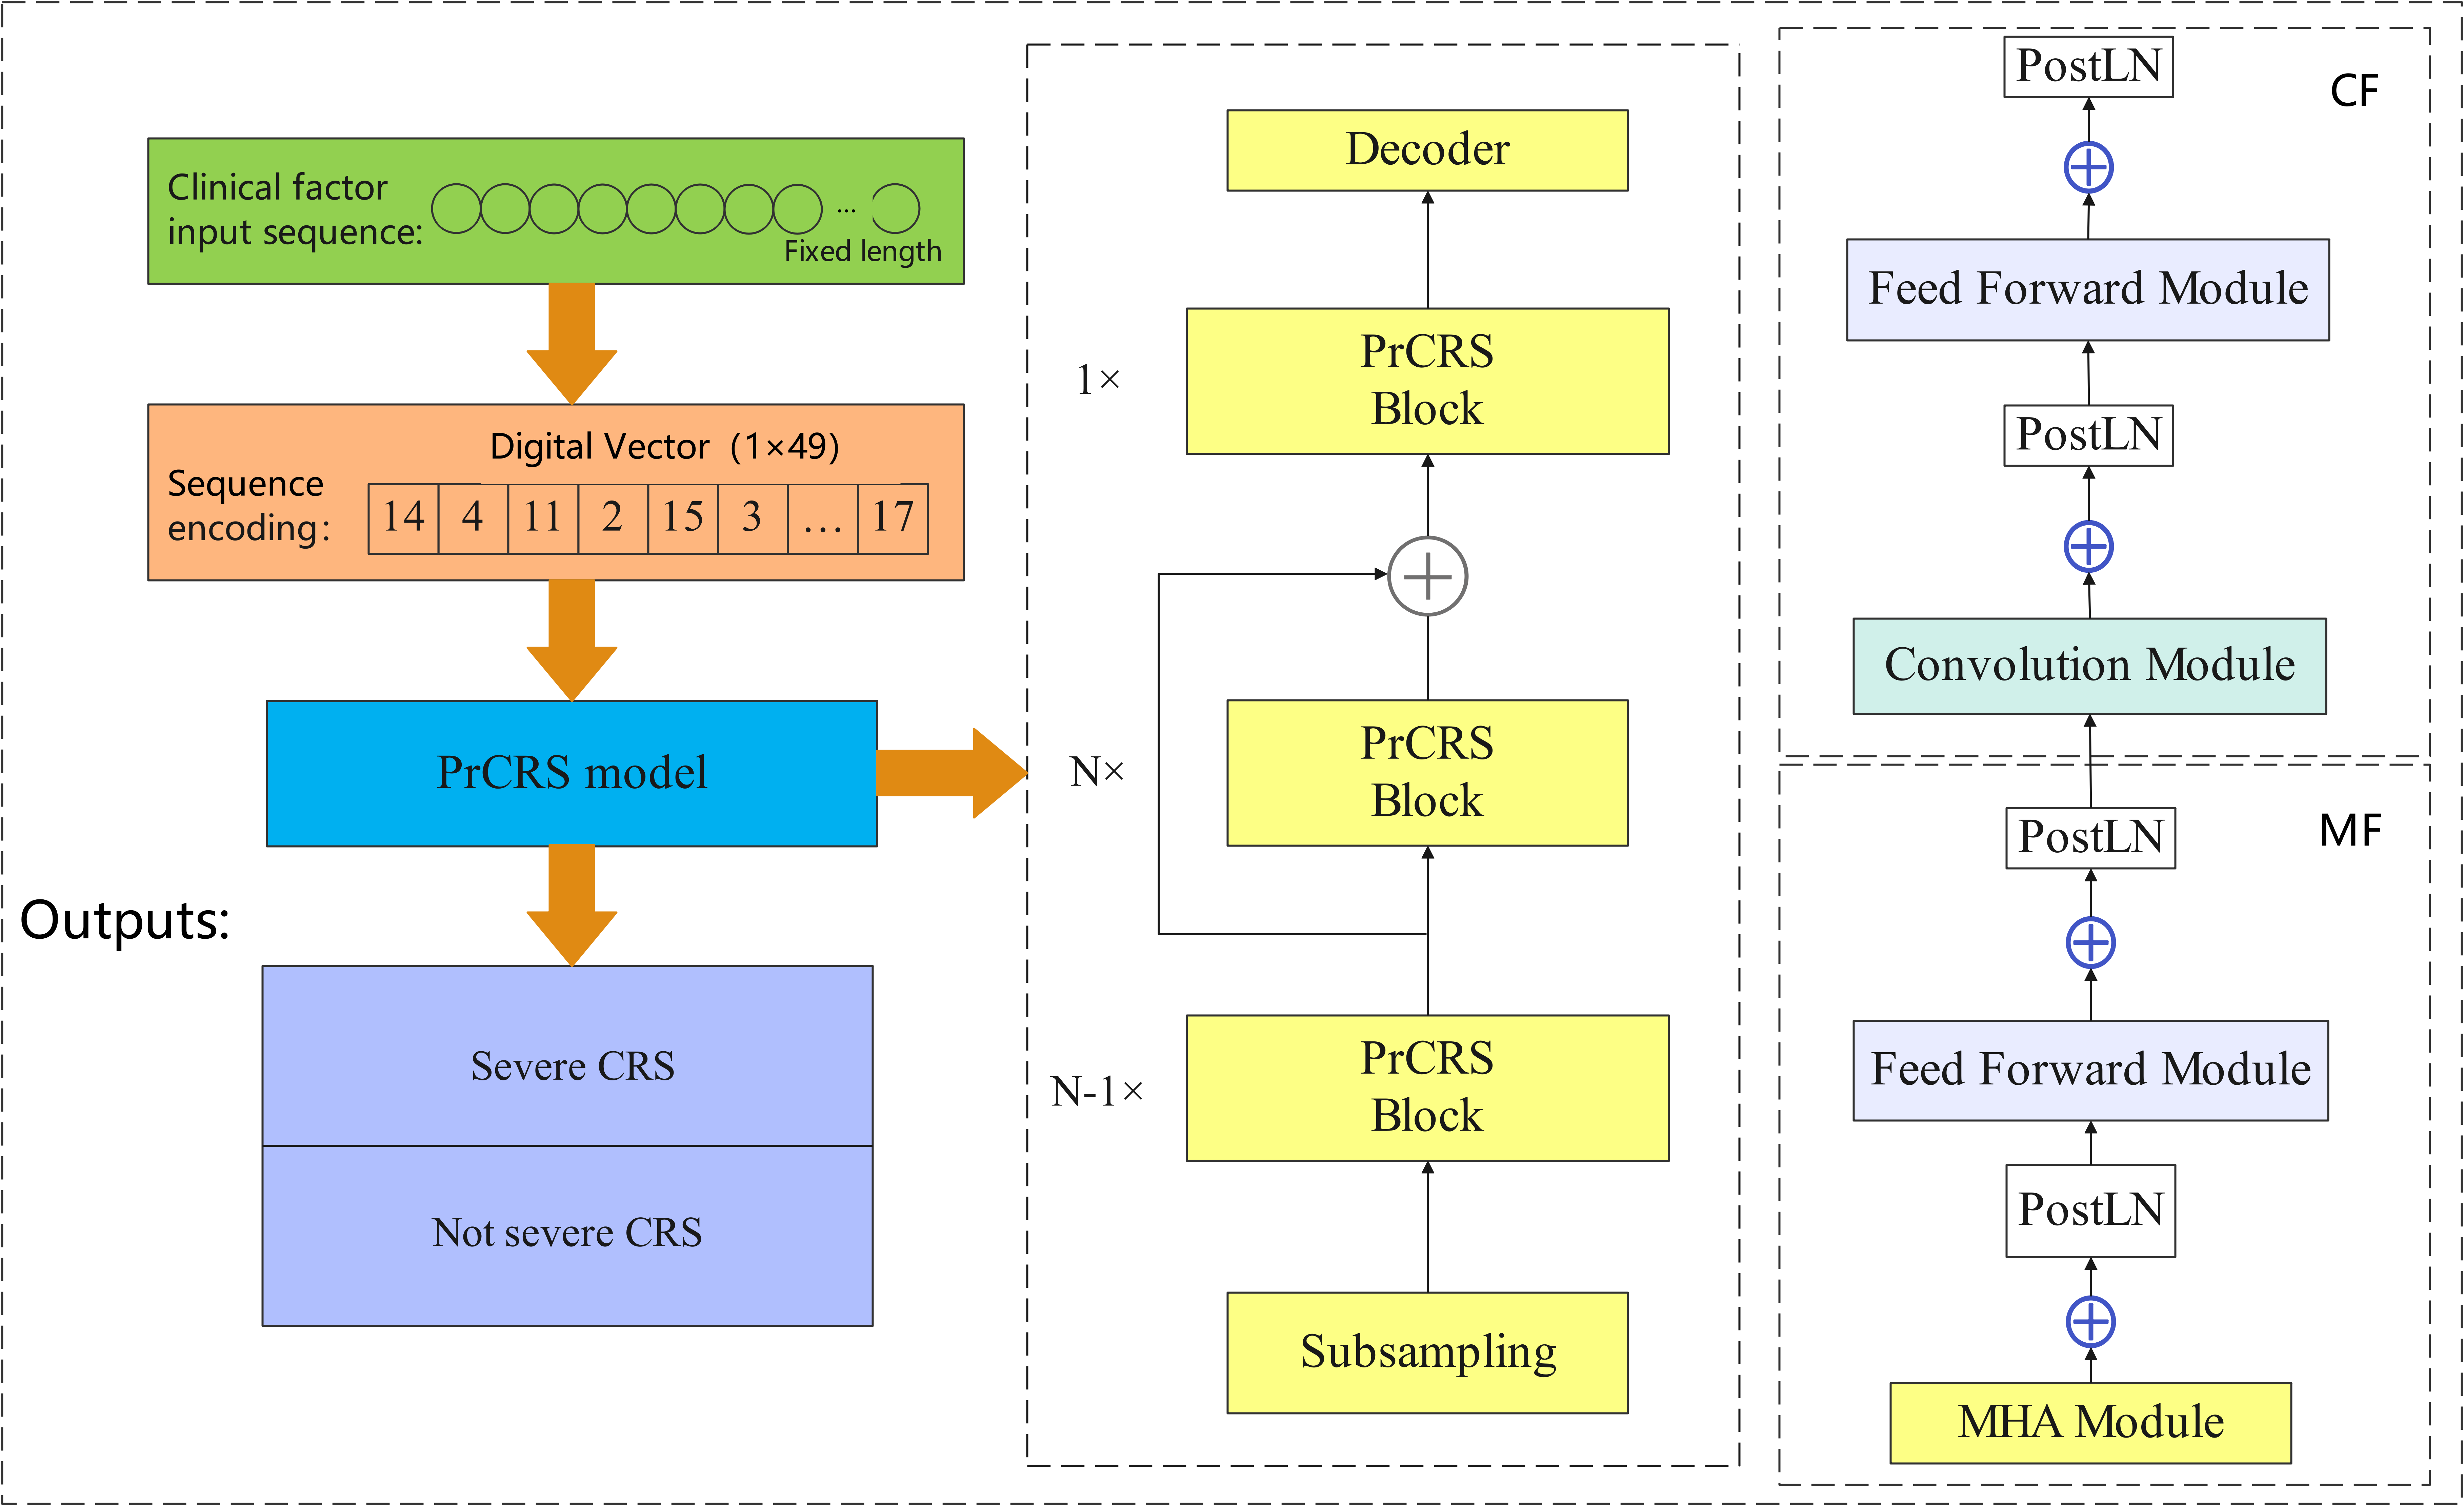 Clinical factor
input sequence:
...
Fixed length
Digital Vector (1×49)
Sequence
encoding:
14 4 11 2 15 3 ... 17
PrCRS model
Outputs:
Severe CRS
Not severe CRS
Decoder
1×
PrCRS
Block
N×
PrCRS
Block
N-1×
PrCRS
Block
Subsampling
CF
PostLN
Feed Forward Module
PostLN
Convolution Module
MF
PostLN
Feed Forward Module
PostLN
MHA Module